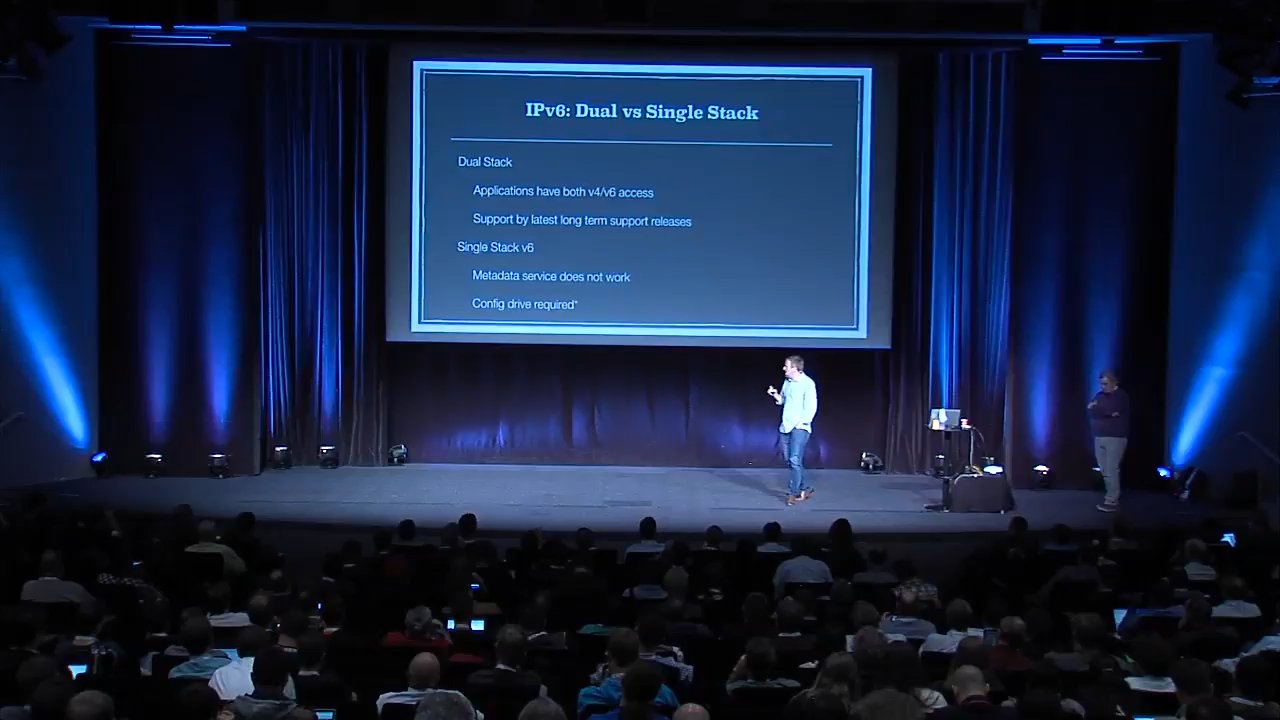 IPv6: Dual vs Single Stack
Dual Stack
Applications have both v4/v6 access
Support by latest long term support releases
Single Stack v6
Metadata service does not work
Config drive required*